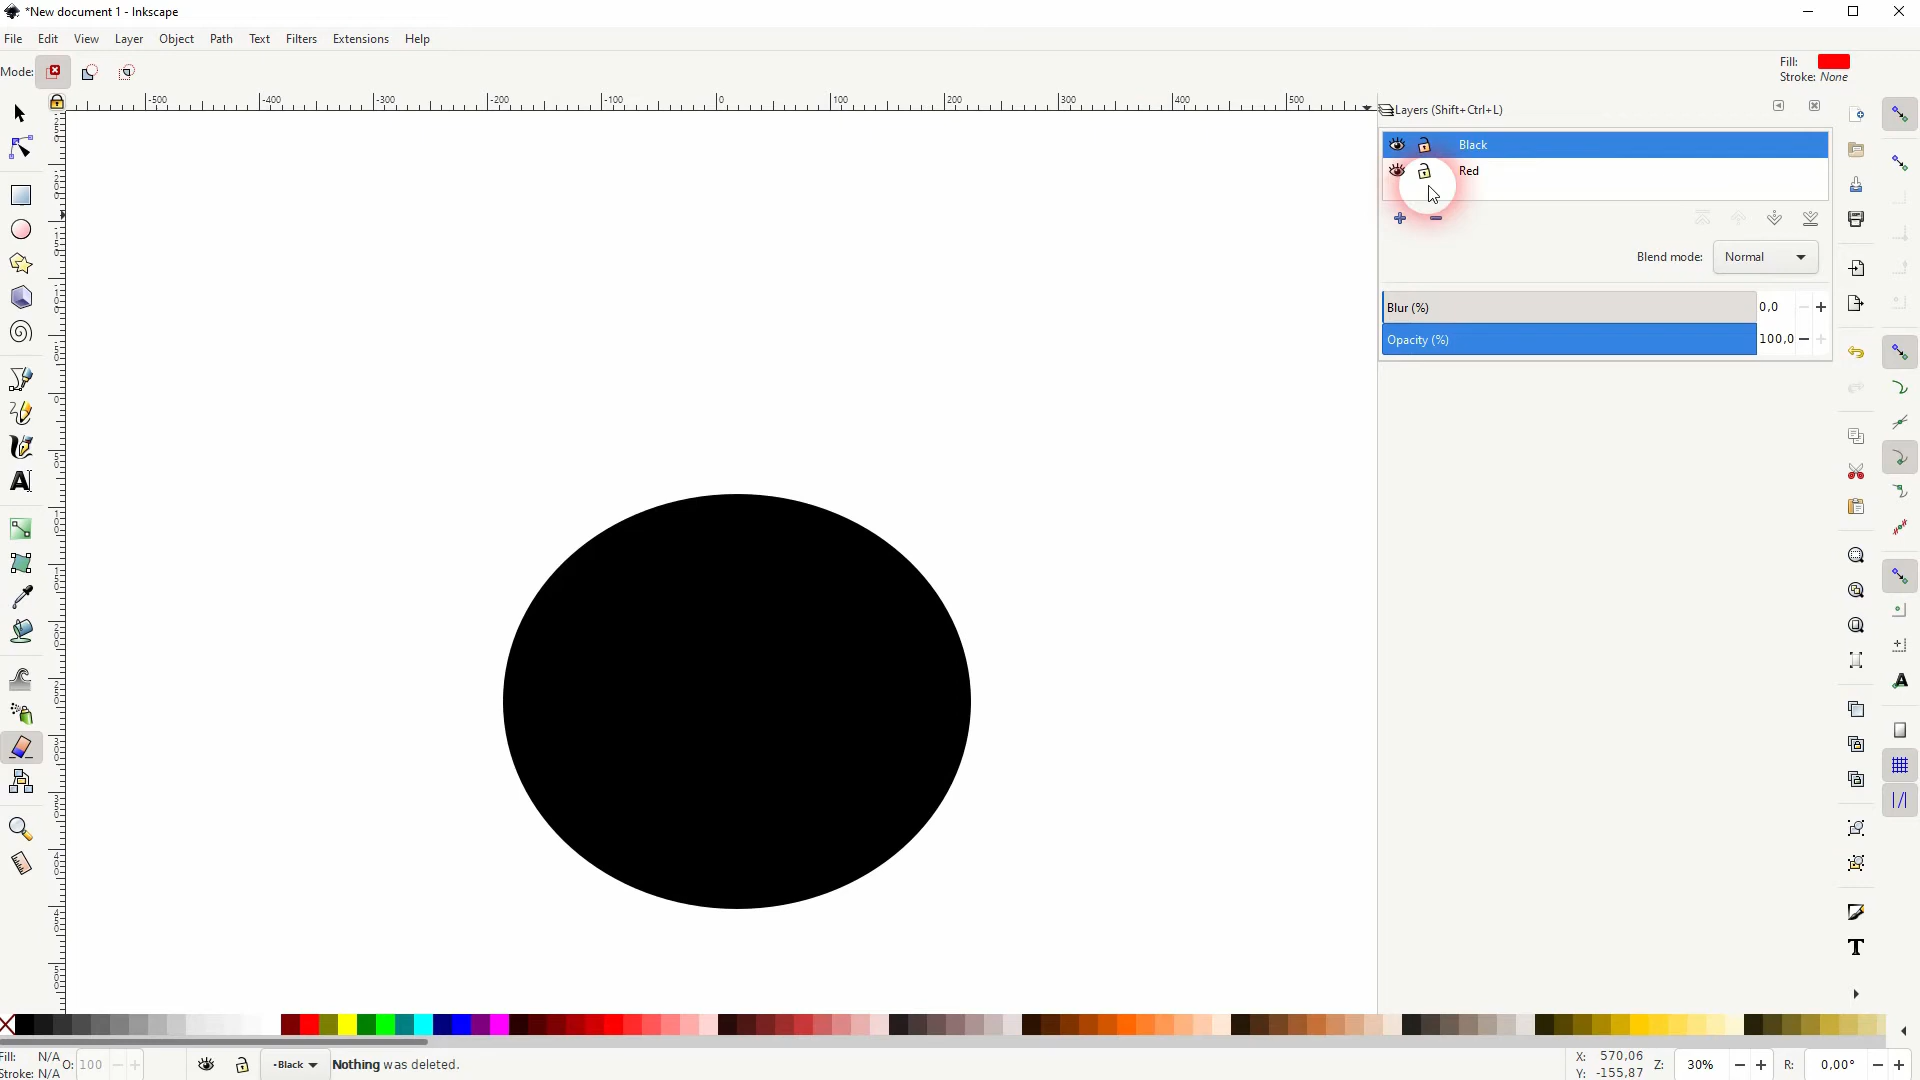 *New document 1 - Inkscape
File Edit View Layer Object Path Text Filters Extensions Help
Mode:
Fill:
Stroke: None
-500 -400 -300 -200 -100 0 100 200 300 400 500
Layers (Shift+Ctrl+L)
Black
Red
Blend mode: Normal
Blur (%) 0,0
Opacity (%) 100,0
Fill: N/A O: 100
Stroke: N/A
•Black
Nothing was deleted.
X: 570,06
Y: -155,87
Z: 30%
R: 0,00°